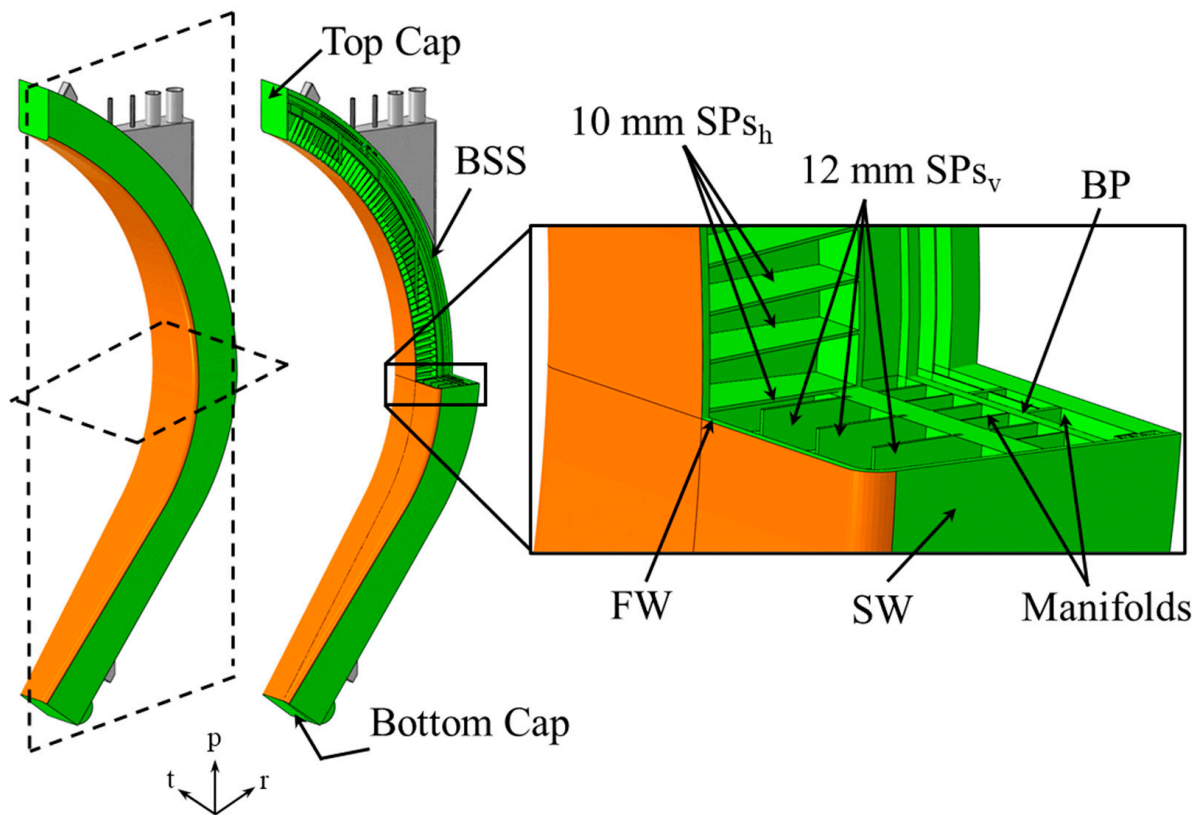 Top Cap
BSS
10 mm SPsₕ
12 mm SPsᵥ
BP
FW
SW
Manifolds
Bottom Cap
p
t
r